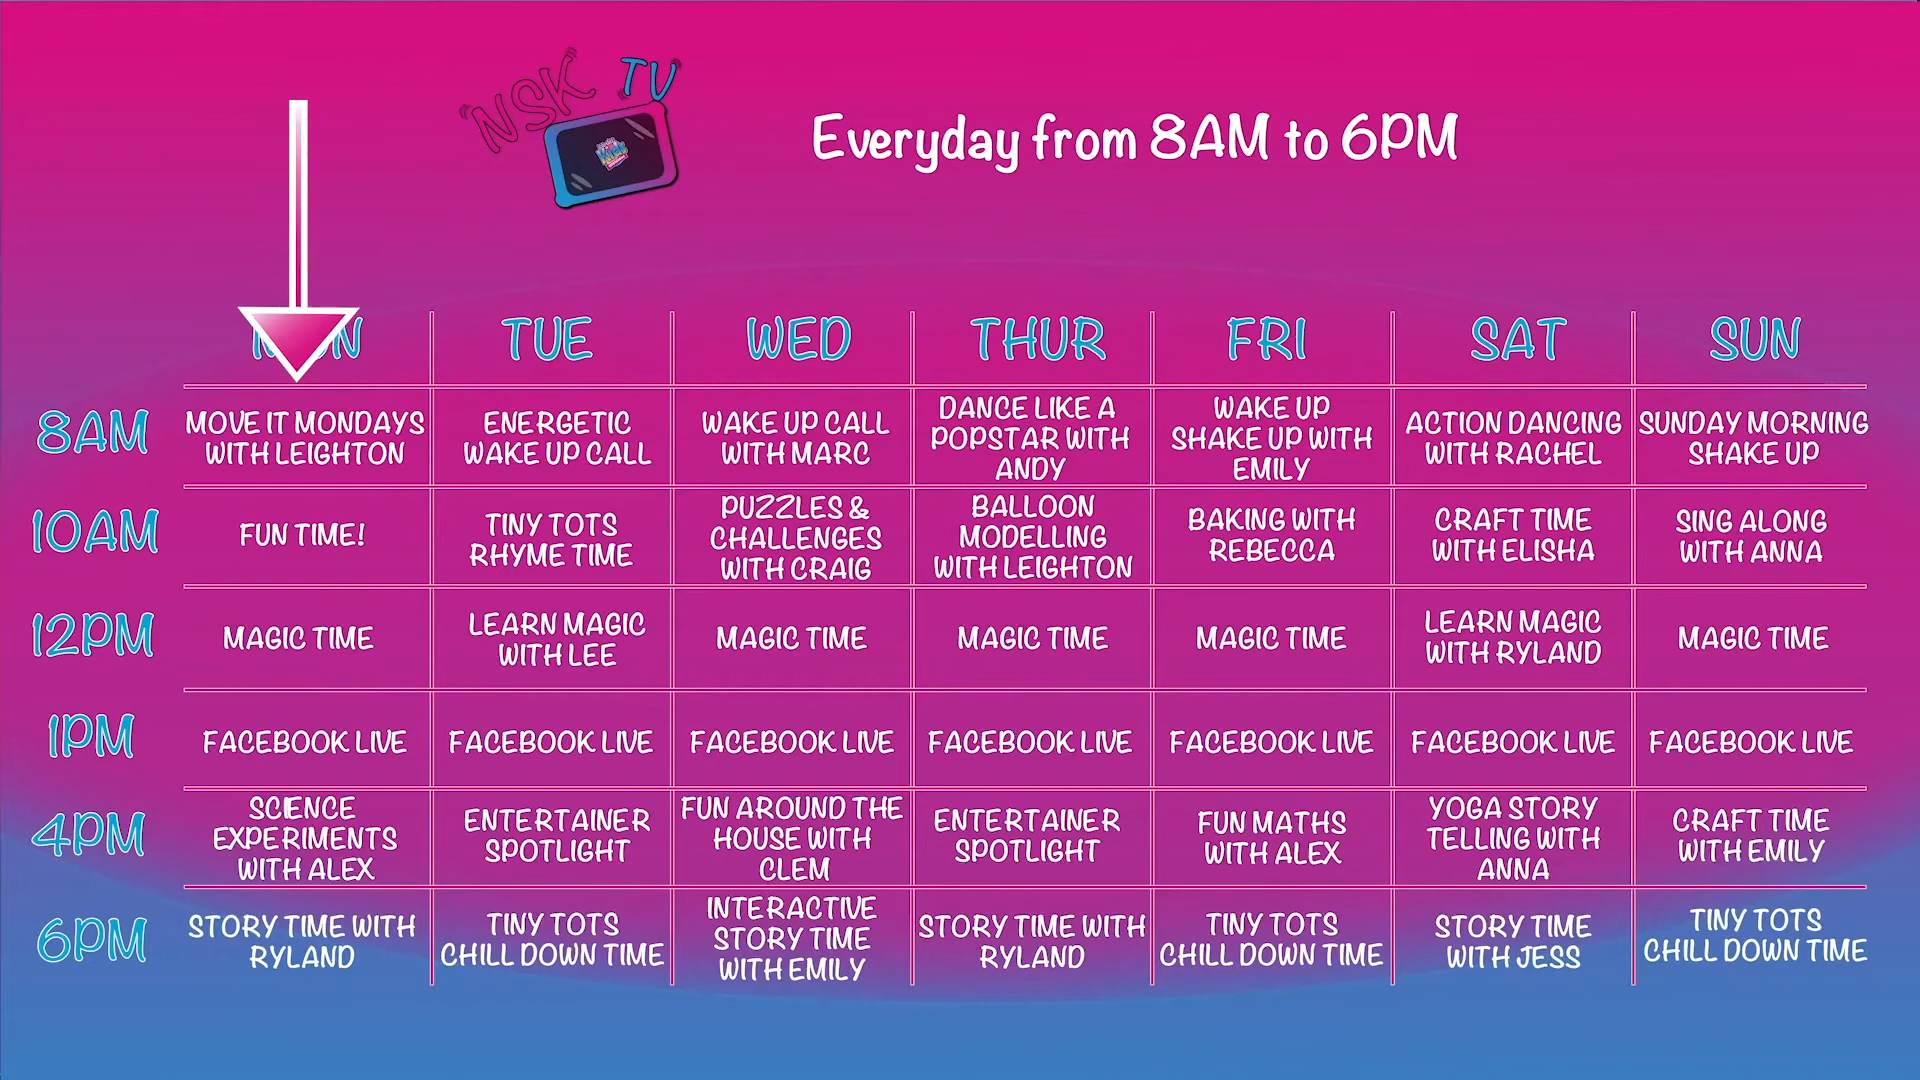 NSK TV
Everyday from 8AM to 6PM
MON TUE WED THUR FRI SAT SUN
8AM
MOVE IT MONDAYS
WITH LEIGHTON
ENERGETIC
WAKE UP CALL
WAKE UP CALL
WITH MARC
DANCE LIKE A
POPSTAR WITH
ANDY
WAKE UP
SHAKE UP WITH
EMILY
ACTION DANCING
WITH RACHEL
SUNDAY MORNING
SHAKE UP
10AM
FUN TIME!
TINY TOTS
RHYME TIME
PUZZLES &
CHALLENGES
WITH CRAIG
BALLOON
MODELLING
WITH LEIGHTON
BAKING WITH
REBECCA
CRAFT TIME
WITH ELISHA
SING ALONG
WITH ANNA
12PM
MAGIC TIME
LEARN MAGIC
WITH LEE
MAGIC TIME
MAGIC TIME
MAGIC TIME
LEARN MAGIC
WITH RYLAND
MAGIC TIME
1PM
FACEBOOK LIVE
FACEBOOK LIVE
FACEBOOK LIVE
FACEBOOK LIVE
FACEBOOK LIVE
FACEBOOK LIVE
FACEBOOK LIVE
4PM
SCIENCE
EXPERIMENTS
WITH ALEX
ENTERTAINER
SPOTLIGHT
FUN AROUND THE
HOUSE WITH
CLEM
ENTERTAINER
SPOTLIGHT
FUN MATHS
WITH ALEX
YOGA STORY
TELLING WITH
ANNA
CRAFT TIME
WITH EMILY
6PM
STORY TIME WITH
RYLAND
TINY TOTS
CHILL DOWN TIME
INTERACTIVE
STORY TIME
WITH EMILY
STORY TIME WITH
RYLAND
TINY TOTS
CHILL DOWN TIME
STORY TIME
WITH JESS
TINY TOTS
CHILL DOWN TIME